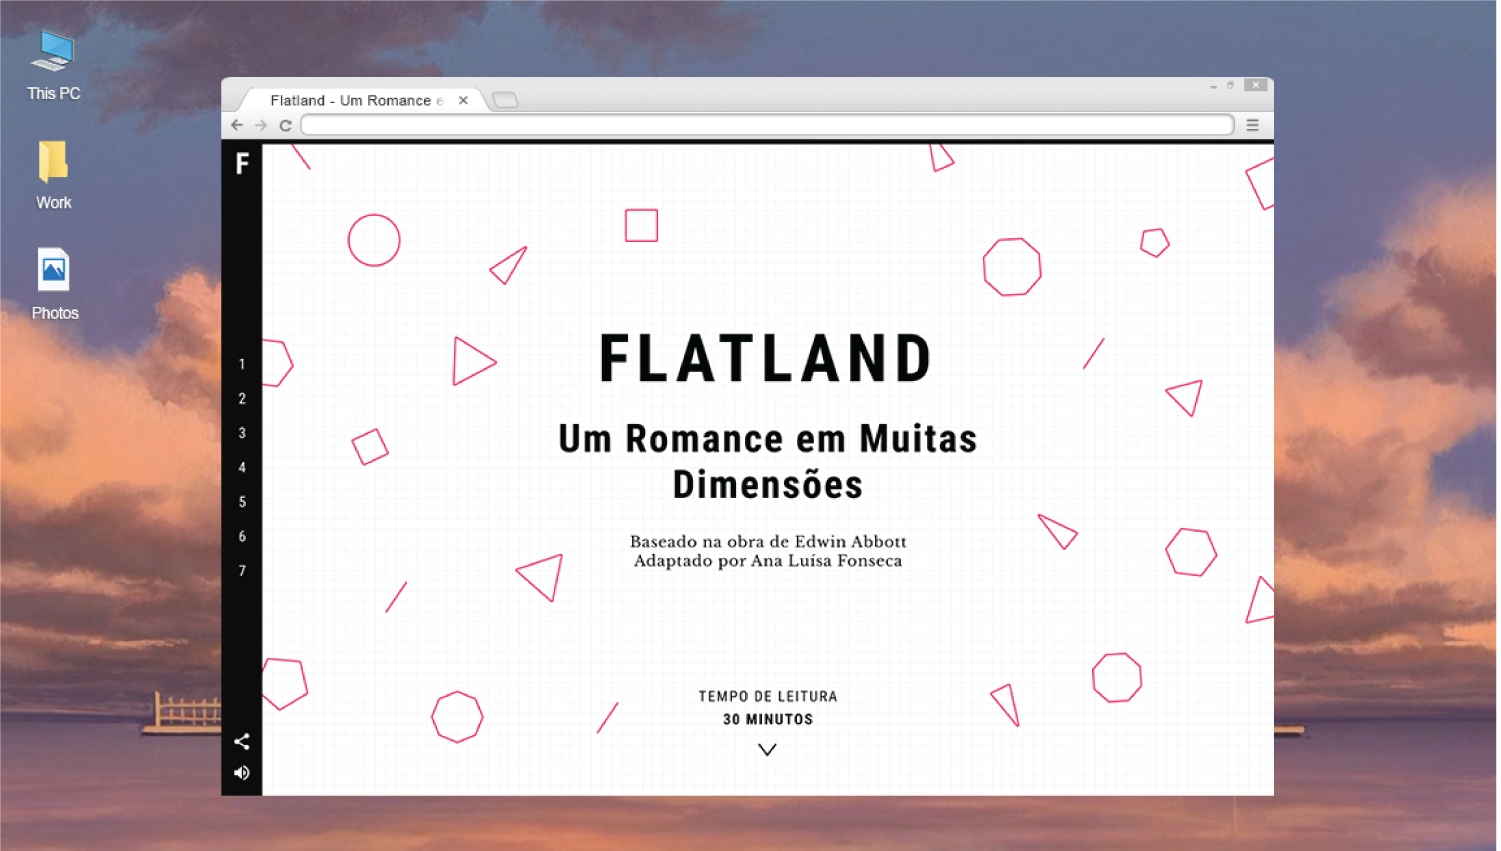 This PC
Work
Photos
Flatland - Um Romance e
F
1
2
3
4
5
6
7
FLATLAND
Um Romance em Muitas
Dimensões
Baseado na obra de Edwin Abbott
Adaptado por Ana Luísa Fonseca
TEMPO DE LEITURA
30 MINUTOS